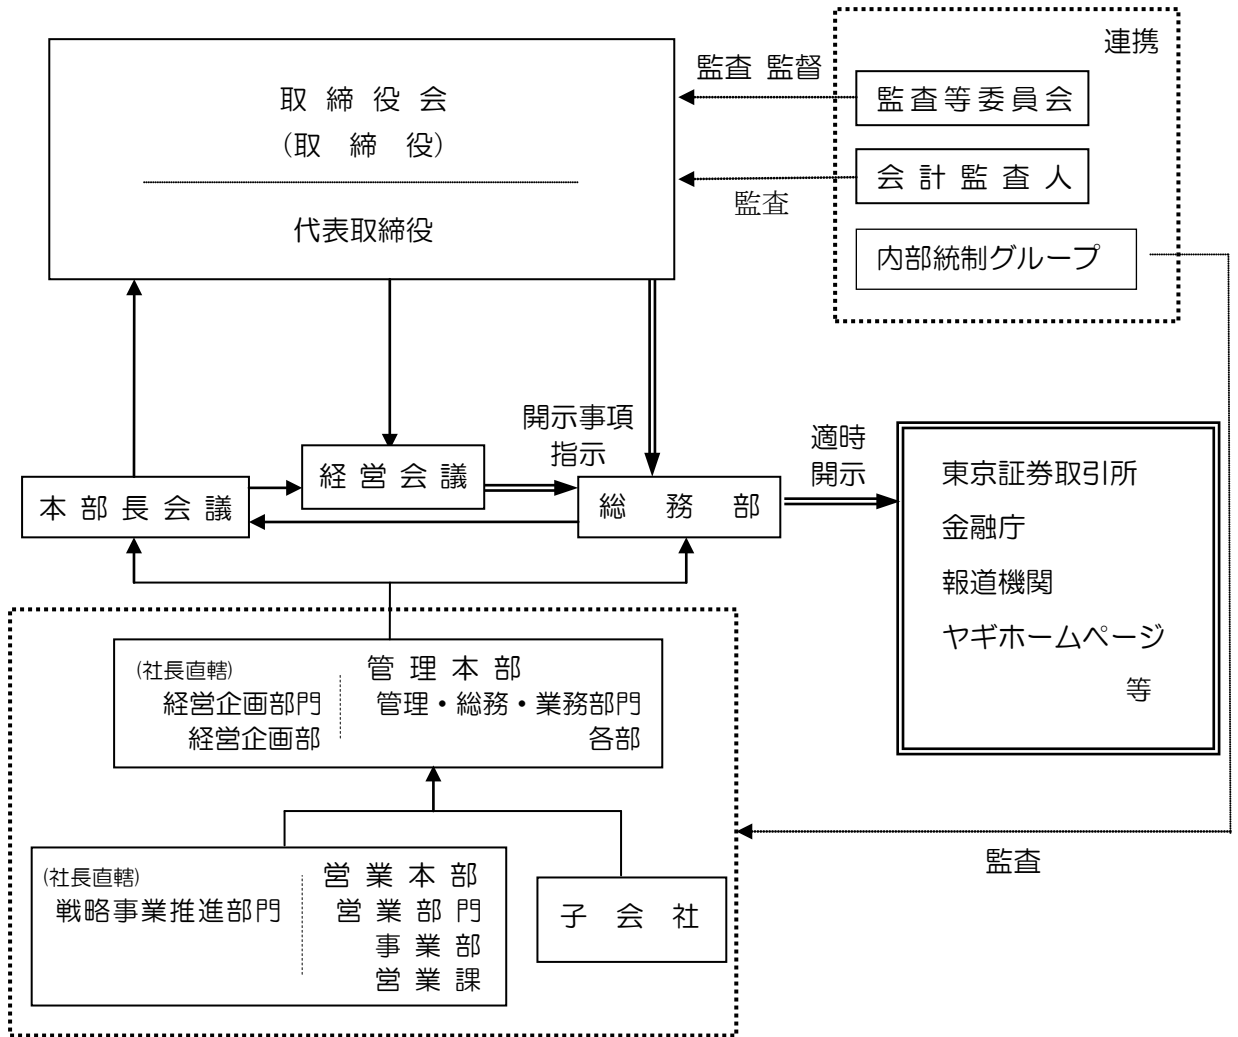 連携
監査 監督
監査等委員会
取締役会
(取締役)
会計監査人
監査
代表取締役
内部統制グループ
開示事項
指示
適時
開示
経営会議
本部長会議
総務部
東京証券取引所
金融庁
報道機関
ヤギホームページ
等
(社長直轄)
経営企画部門
経営企画部
管理本部
管理・総務・業務部門
各部
監査
(社長直轄)
戦略事業推進部門
営業本部
営業部門
事業部
営業課
子会社